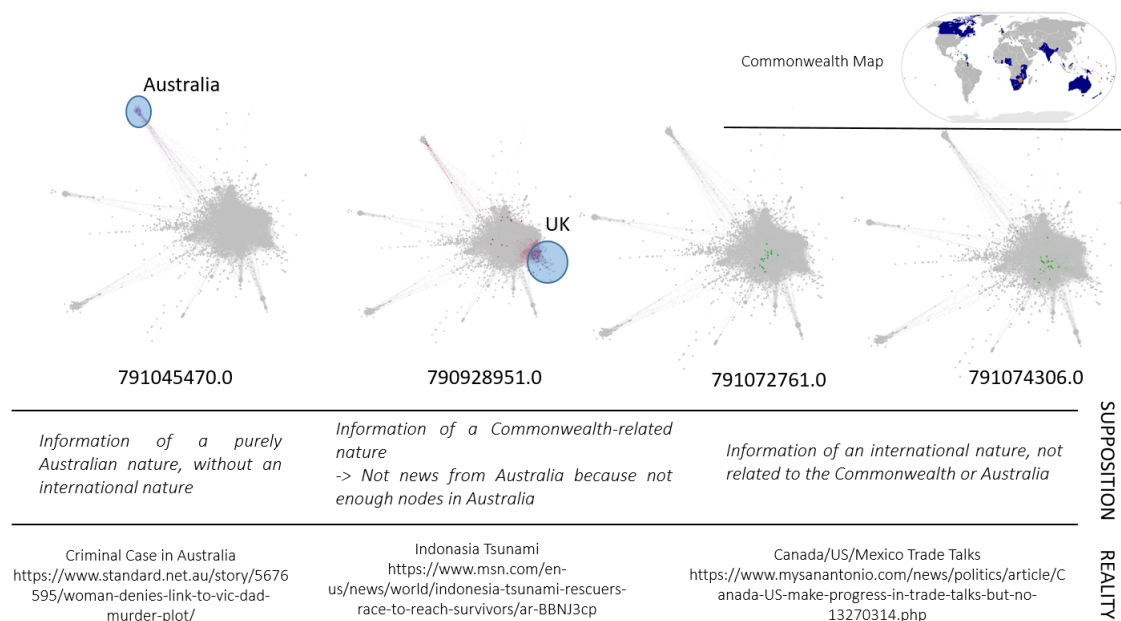 Commonwealth Map
Australia
UK
791045470.0
790928951.0
791072761.0
791074306.0
SUPPOSITION
Information of a purely
Australian nature, without an
international nature
Information of a Commonwealth-related
nature
-> Not news from Australia because not
enough nodes in Australia
Information of an international nature, not
related to the Commonwealth or Australia
REALITY
Criminal Case in Australia
https://www.standard.net.au/story/5676
595/woman-denies-link-to-vic-dad-
murder-plot/
Indonasia Tsunami
https://www.msn.com/en-
us/news/world/indonesia-tsunami-rescuers-
race-to-reach-survivors/ar-BBNJ3cp
Canada/US/Mexico Trade Talks
https://www.mysanantonio.com/news/politics/article/C
anada-US-make-progress-in-trade-talks-but-no-
13270314.php